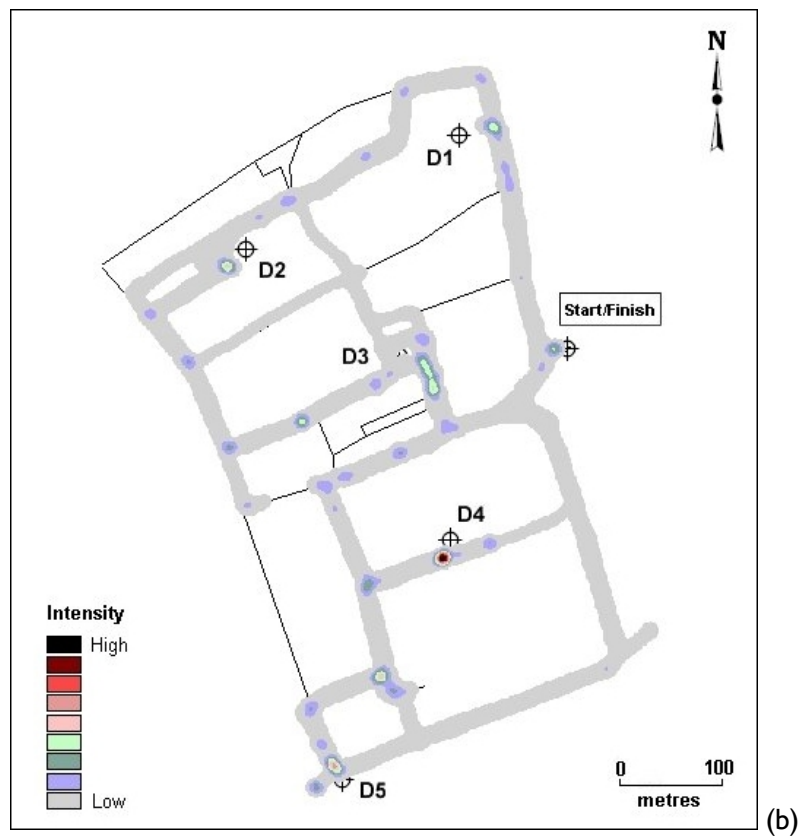 N
D1
D2
Start/Finish
D3
D4
Intensity
High
Low
D5
0 100
metres
(b)